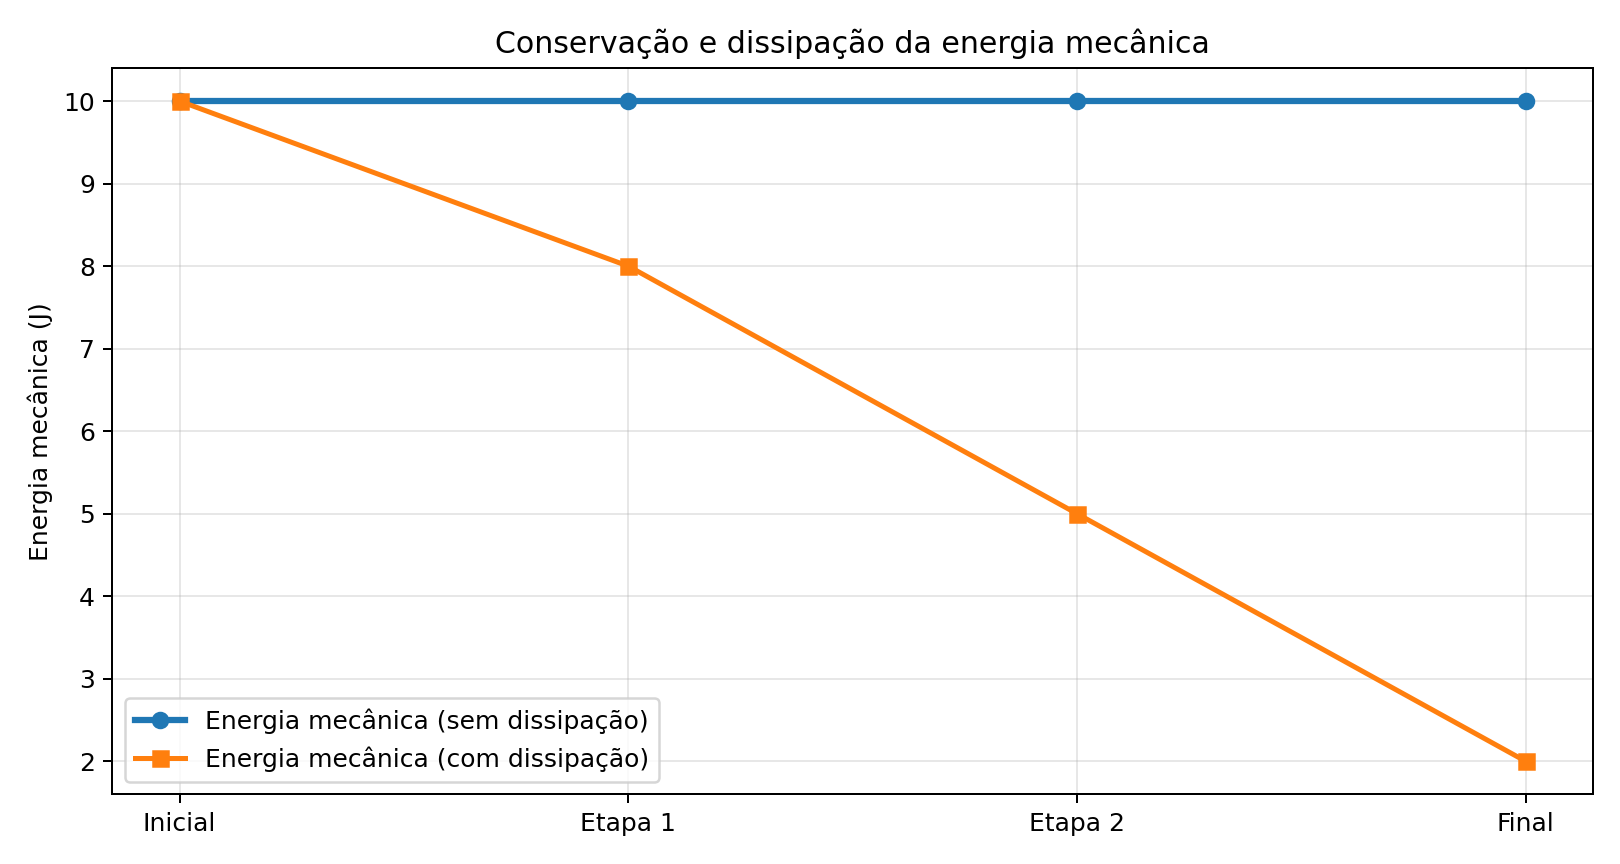 Conservação e dissipação da energia mecânica
Energia mecânica (J)
10
9
8
7
6
5
4
3
2
Energia mecânica (sem dissipação)
Energia mecânica (com dissipação)
Inicial
Etapa 1
Etapa 2
Final